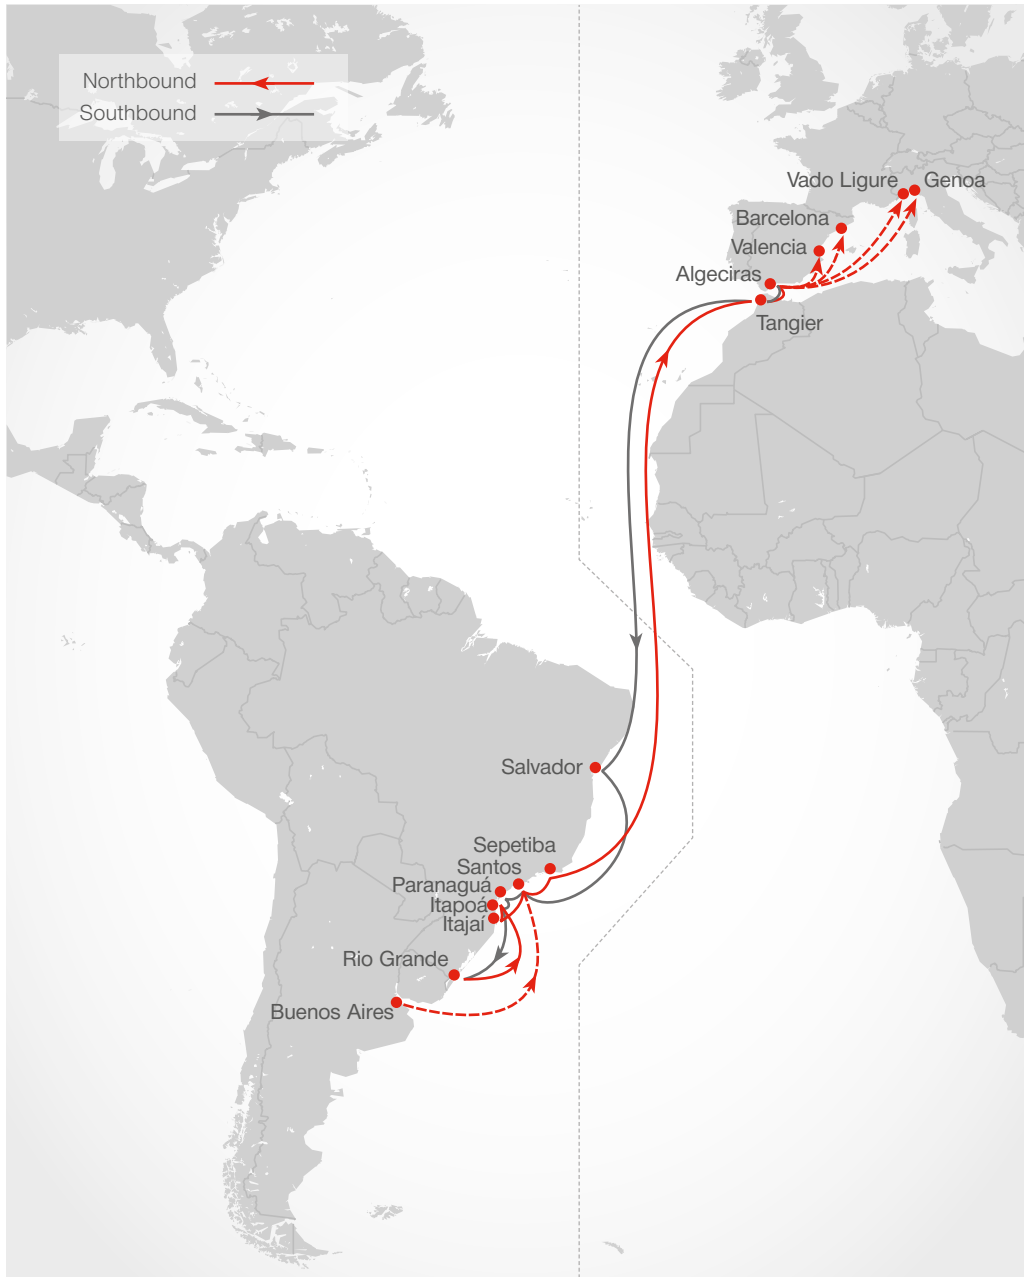 Northbound
Southbound
Vado Ligure
Genoa
Barcelona
Valencia
Algeciras
Tangier
Salvador
Sepetiba
Santos
Paranaguá
Itapoá
Itajaí
Rio Grande
Buenos Aires